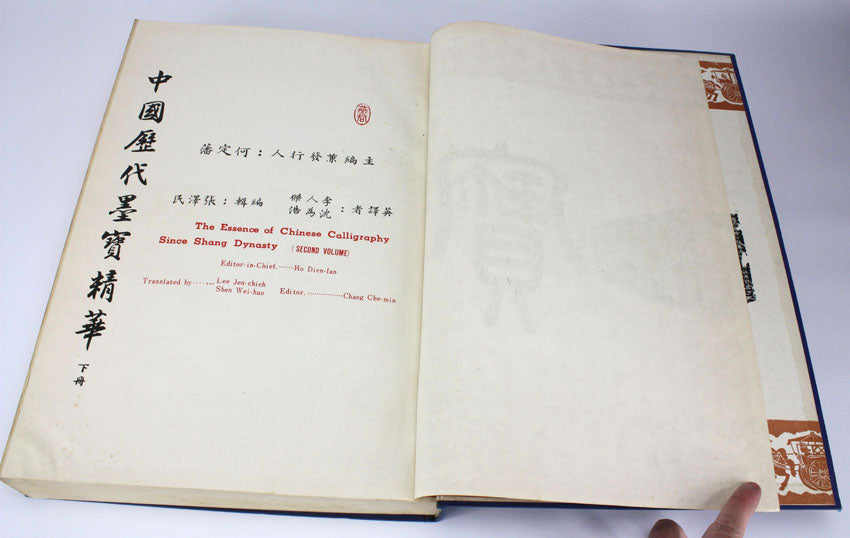 中國歷代墨寶精華
下冊
主編兼發行人：何定藩
英譯者：李人傑
沈為浩
編輯：張澤民
The Essence of Chinese Calligraphy
Since Shang Dynasty (SECOND VOLUME)
Editor-in-Chief.——Ho Dien-fan
Translated by······Lee Jen-chieh
Shen Wei-hao
Editor.················Chang Che-min